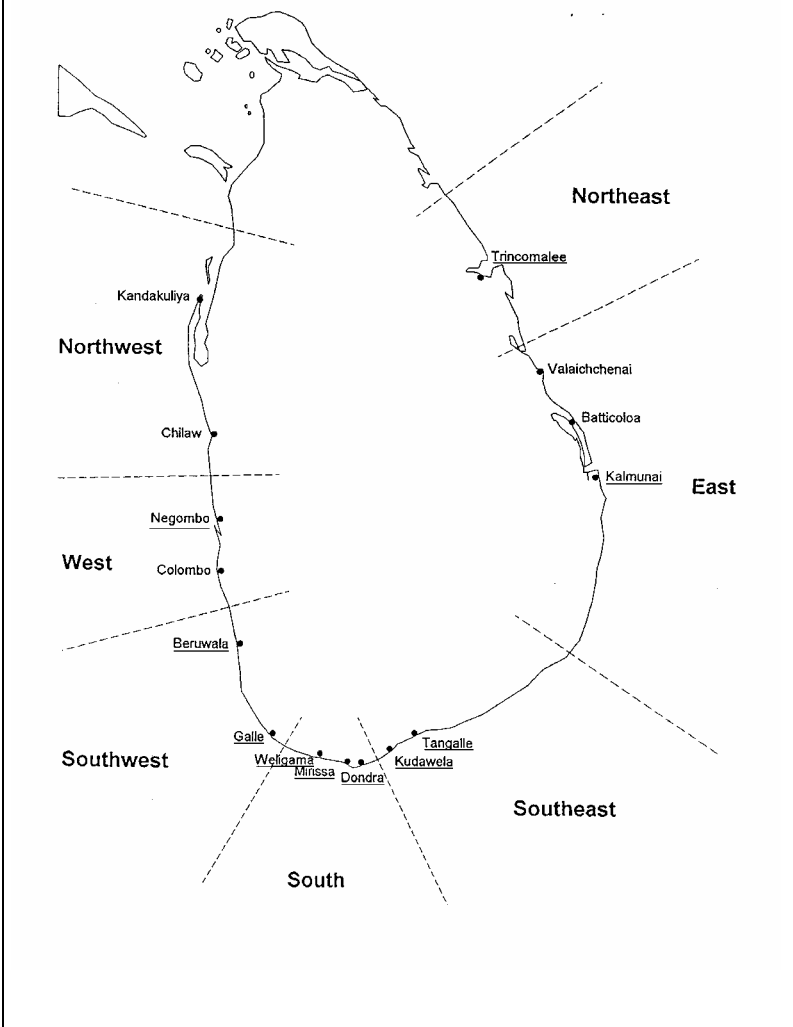 Northeast
Trincomalee
Kandakuliya
Northwest
Valaichchenai
Batticoloa
Chilaw
Kalmunai
East
Negombo
West
Colombo
Beruwala
Galle
Tangalle
Southwest
Weligama
Kudawela
Mirissa
Dondra
Southeast
South